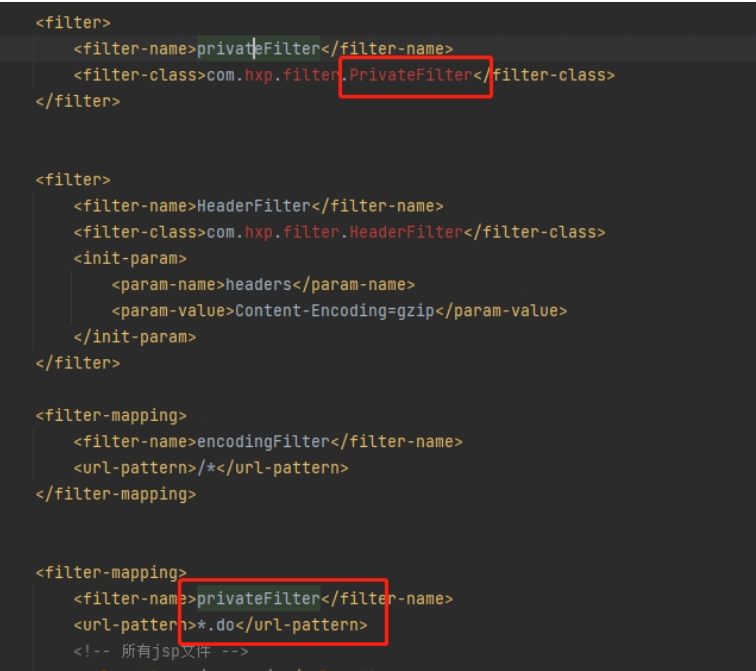 <filter>
<filter-name>privateFilter</filter-name>
<filter-class>com.hxp.filter.PrivateFilter</filter-class>
</filter>
<filter>
<filter-name>HeaderFilter</filter-name>
<filter-class>com.hxp.filter.HeaderFilter</filter-class>
<init-param>
<param-name>headers</param-name>
<param-value>Content-Encoding=gzip</param-value>
</init-param>
</filter>
<filter-mapping>
<filter-name>encodingFilter</filter-name>
<url-pattern>/*</url-pattern>
</filter-mapping>
<filter-mapping>
<filter-name>privateFilter</filter-name>
<url-pattern>*.do</url-pattern>
<!-- 所有jsp文件 -->